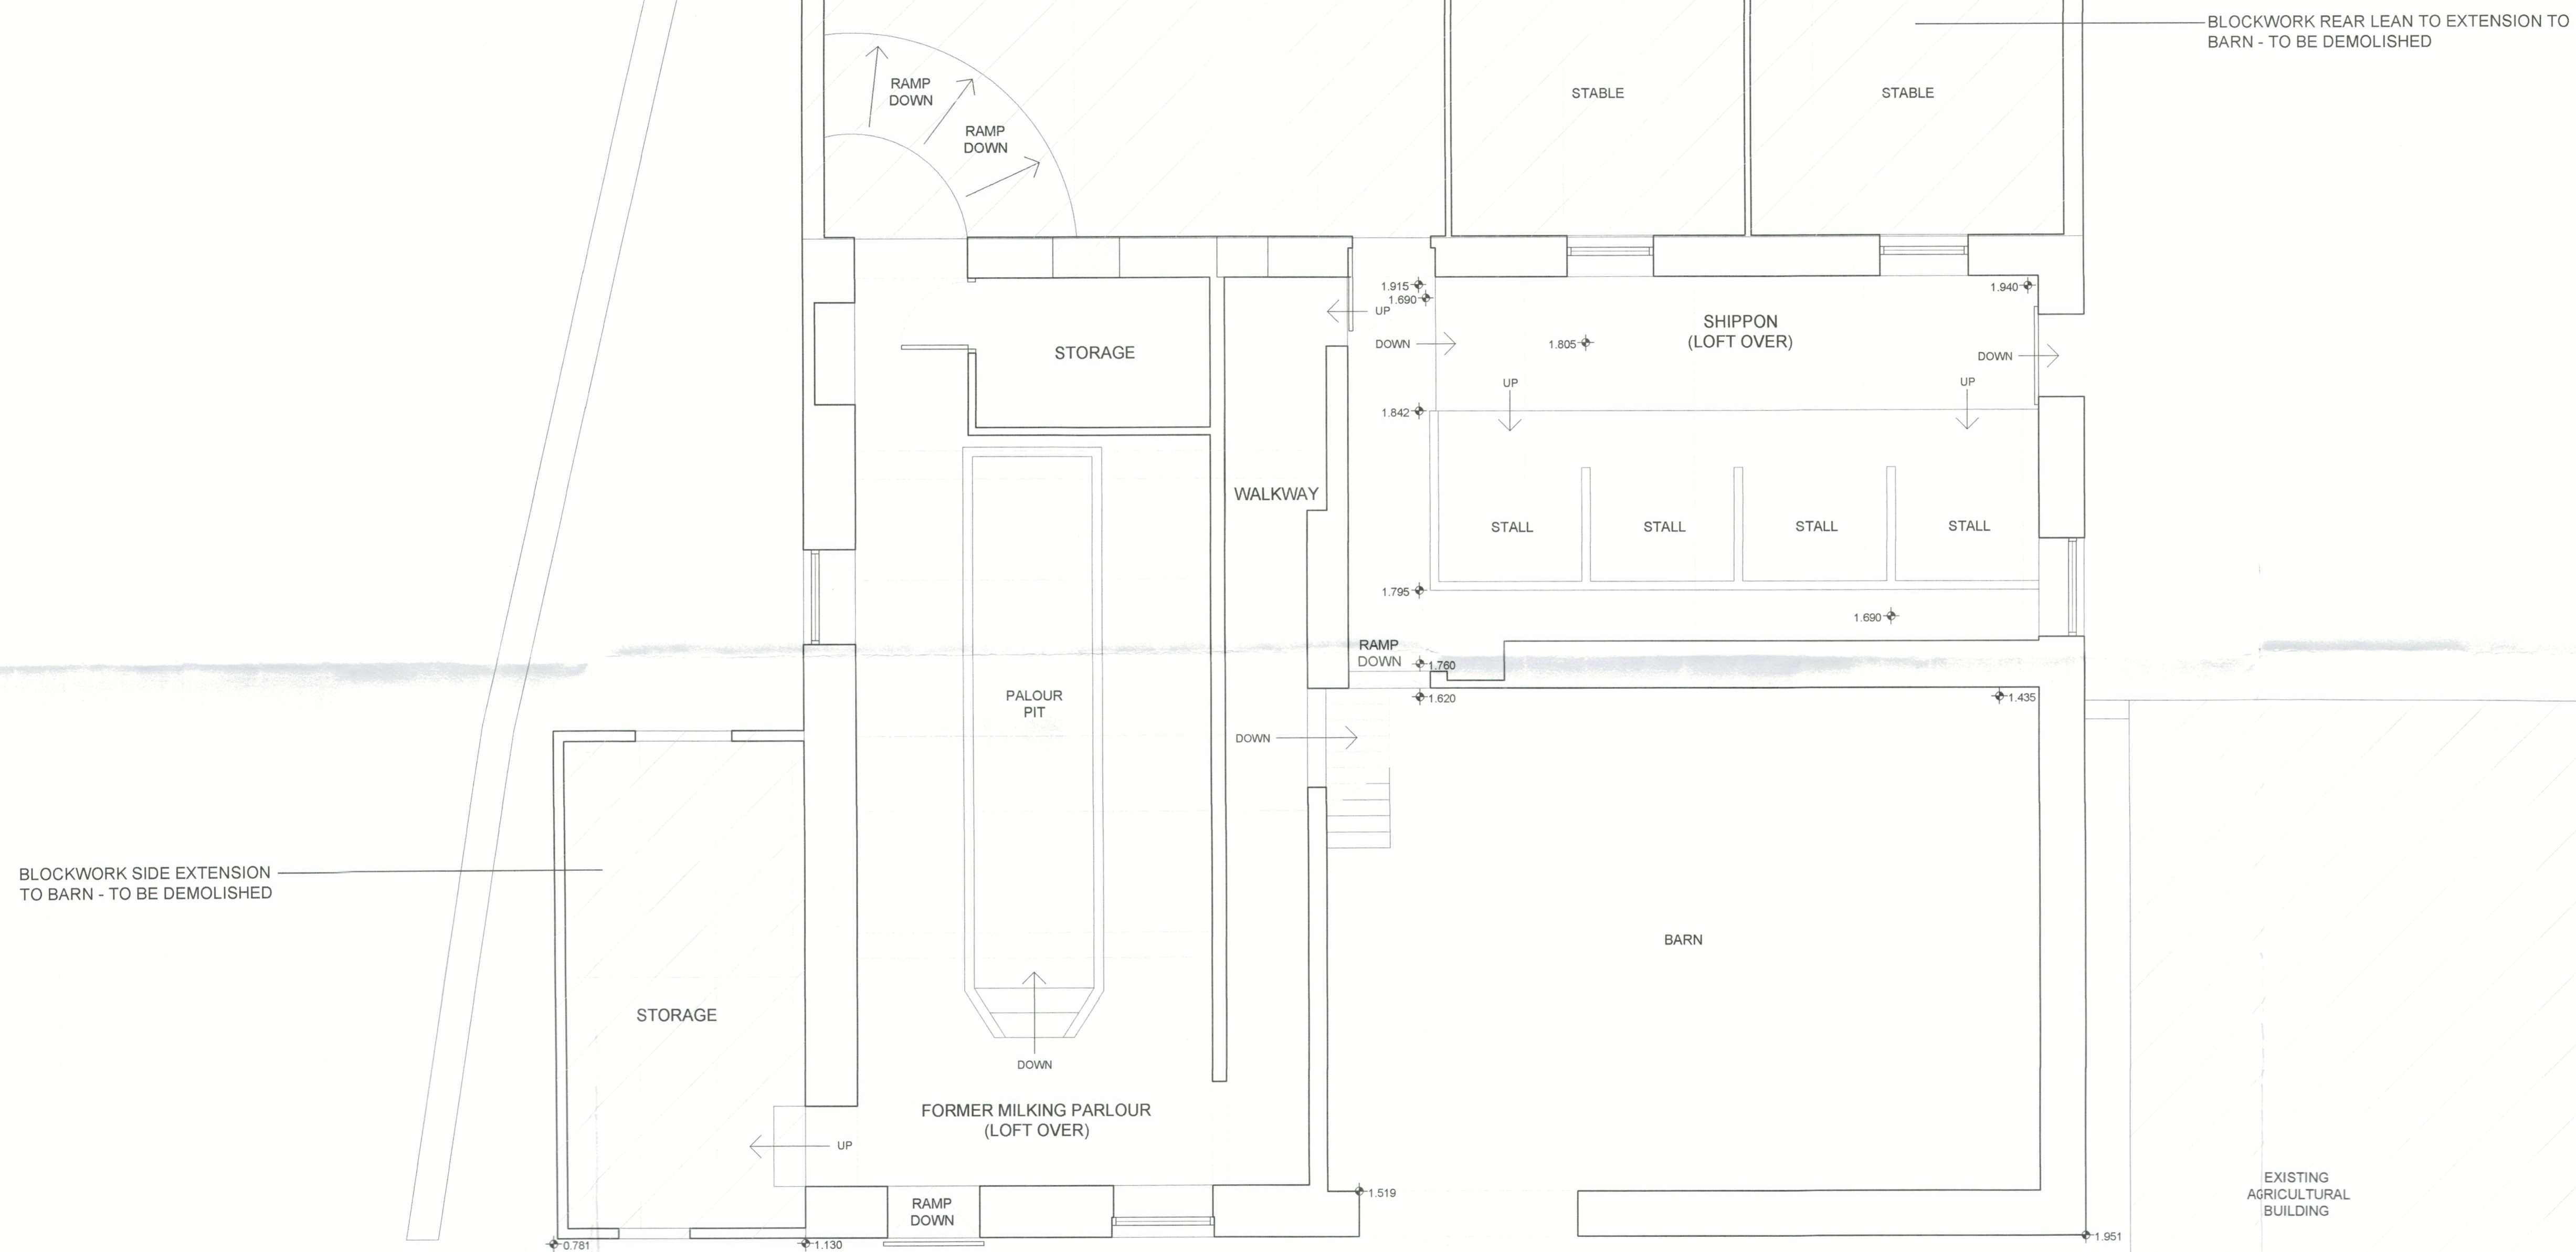 BLOCKWORK REAR LEAN TO EXTENSION TO
BARN - TO BE DEMOLISHED
RAMP
DOWN
RAMP
DOWN
STABLE
STABLE
1.915
1.690
UP
DOWN
1.805
SHIPPON
(LOFT OVER)
1.940
DOWN
STORAGE
UP
UP
1.842
WALKWAY
STALL
STALL
STALL
STALL
1.795
1.690
RAMP
DOWN
1.760
1.620
1.435
PALOUR
PIT
DOWN
BLOCKWORK SIDE EXTENSION
TO BARN - TO BE DEMOLISHED
BARN
STORAGE
DOWN
FORMER MILKING PARLOUR
(LOFT OVER)
UP
RAMP
DOWN
1.519
EXISTING
AGRICULTURAL
BUILDING
0.781
1.130
1.951